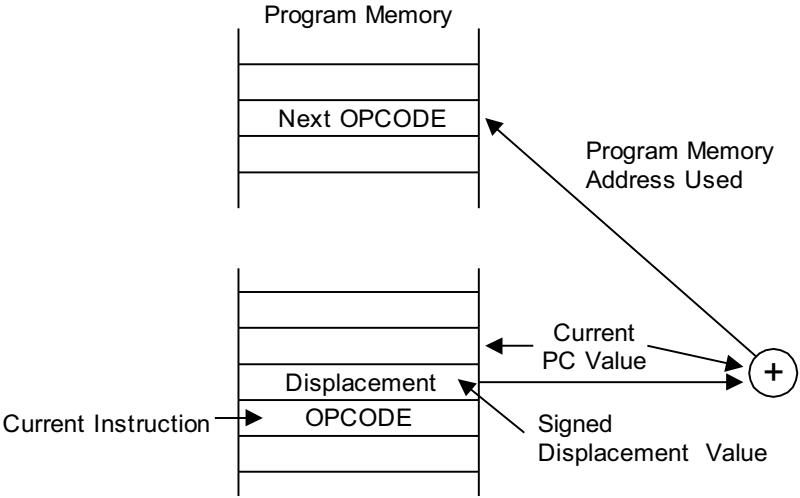 Program Memory
Next OPCODE
Program Memory
Address Used
Current
PC Value
+
Displacement
Current Instruction
OPCODE
Signed
Displacement Value